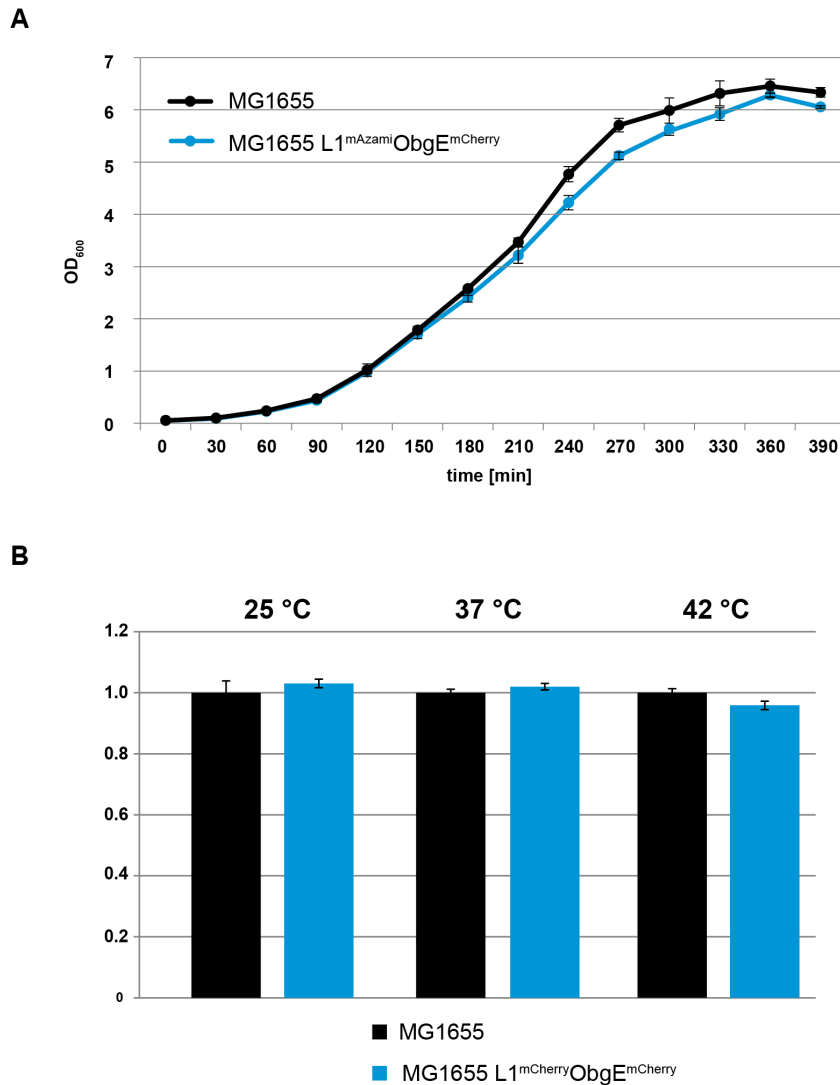 A
7
6
5
4
3
2
1
0
OD600
MG1655
MG1655 L1mAzamiObgEmCherry
0 30 60 90 120 150 180 210 240 270 300 330 360 390
time [min]
B
25 °C 37 °C 42 °C
1.2
1.0
0.8
0.6
0.4
0.2
0
MG1655
MG1655 L1mCherryObgEmCherry